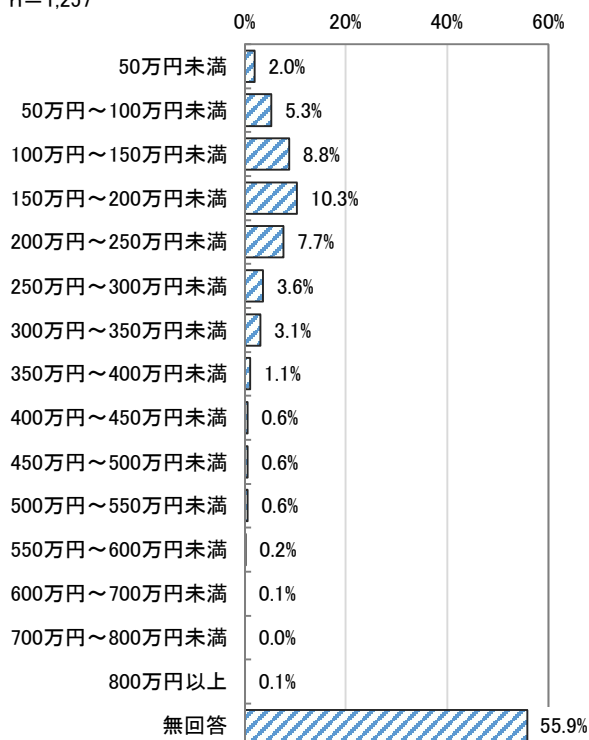 0% 20% 40% 60%
50万円未満 2.0%
50万円～100万円未満 5.3%
100万円～150万円未満 8.8%
150万円～200万円未満 10.3%
200万円～250万円未満 7.7%
250万円～300万円未満 3.6%
300万円～350万円未満 3.1%
350万円～400万円未満 1.1%
400万円～450万円未満 0.6%
450万円～500万円未満 0.6%
500万円～550万円未満 0.6%
550万円～600万円未満 0.2%
600万円～700万円未満 0.1%
700万円～800万円未満 0.0%
800万円以上 0.1%
無回答 55.9%